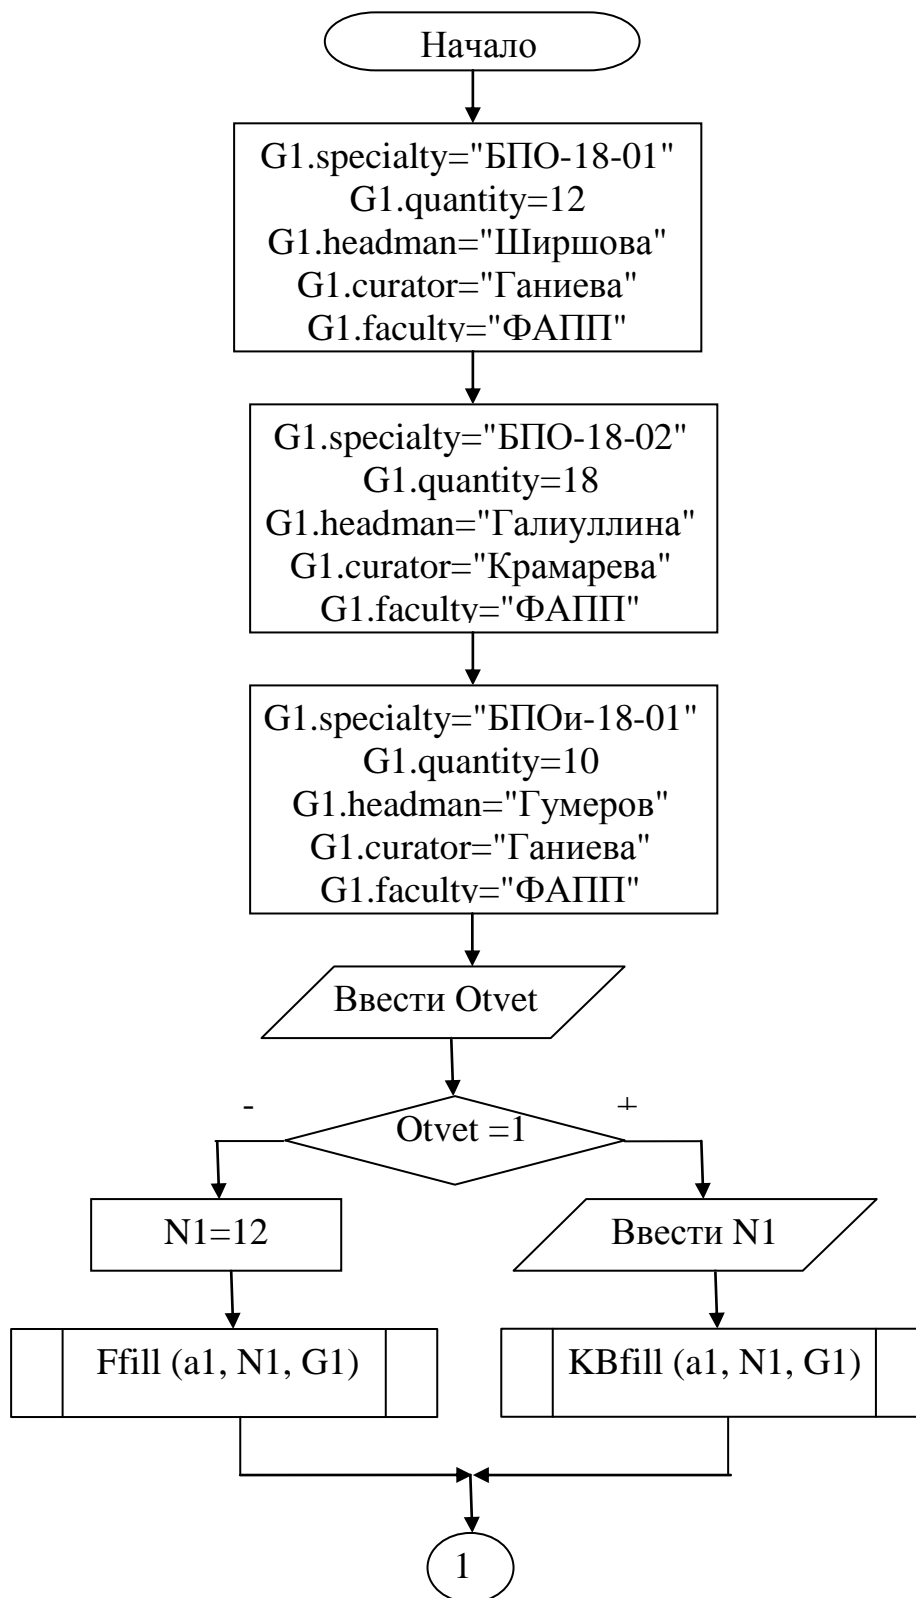 Начало
G1.specialty="БПО-18-01"
G1.quantity=12
G1.headman="Ширшова"
G1.curator="Ганиева"
G1.faculty="ФАПП"
G1.specialty="БПО-18-02"
G1.quantity=18
G1.headman="Галиуллина"
G1.curator="Крамарева"
G1.faculty="ФАПП"
G1.specialty="БПОи-18-01"
G1.quantity=10
G1.headman="Гумеров"
G1.curator="Ганиева"
G1.faculty="ФАПП"
Ввести Otvet
- +
Otvet =1
N1=12
Ввести N1
Ffill (a1, N1, G1)
KBfill (a1, N1, G1)
1